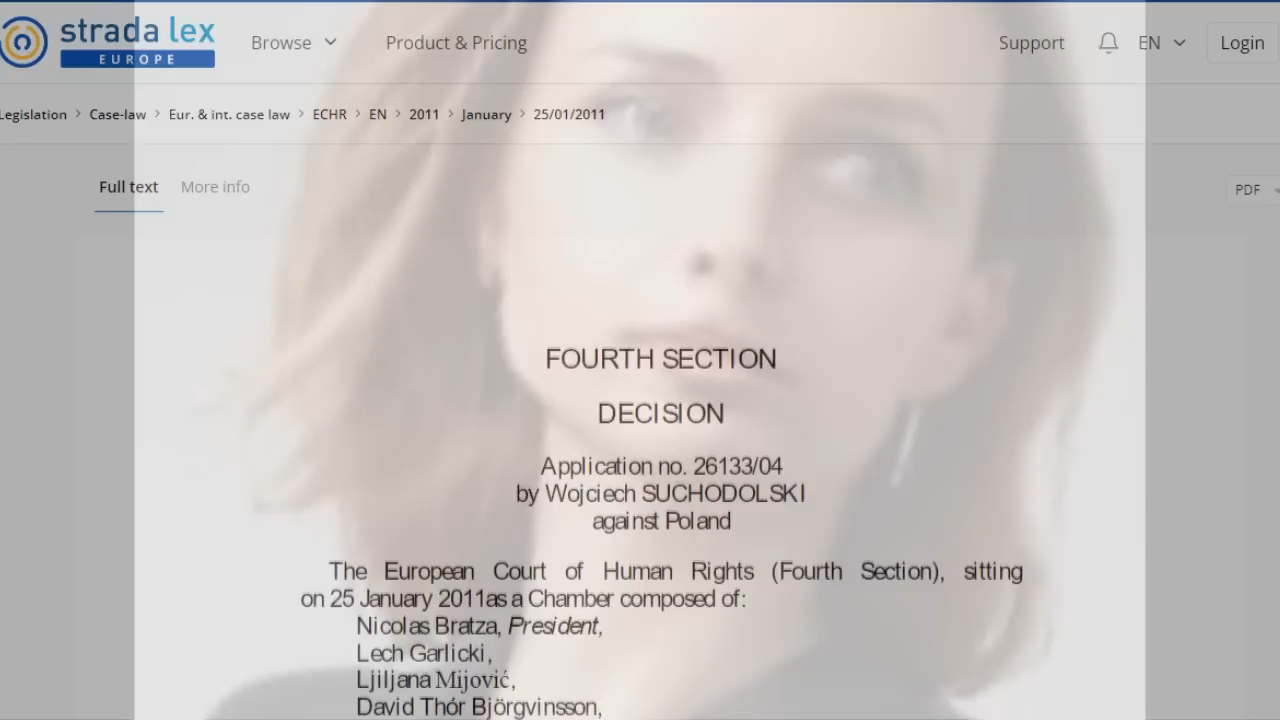 strada lex
EUROPE
Browse
Product & Pricing
Support
EN
Login
Legislation > Case-law > Eur. & int. case law > ECHR > EN > 2011 > January > 25/01/2011
Full text
More info
PDF
FOURTH SECTION
DECISION
Application no. 26133/04
by Wojciech SUCHODOLSKI
against Poland
The European Court of Human Rights (Fourth Section), sitting
on 25 January 2011as a Chamber composed of:
Nicolas Bratza, President,
Lech Garlicki,
Ljiljana Mijović,
David Thór Björgvinsson,